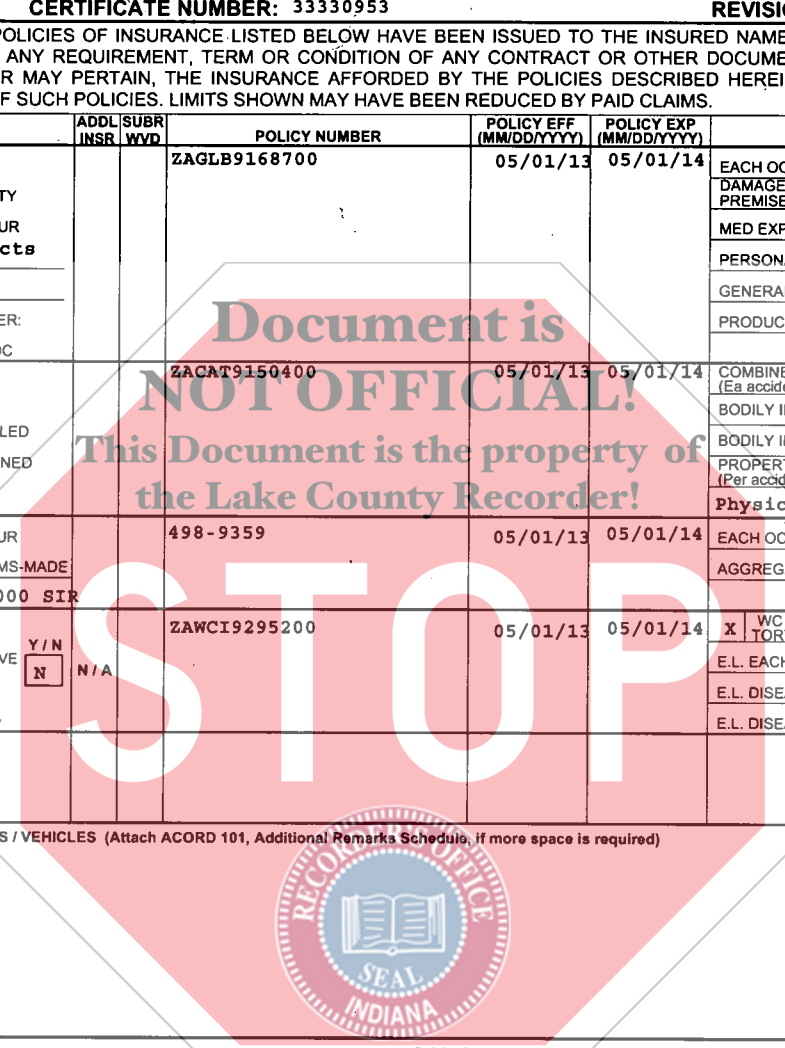 CERTIFICATE NUMBER: 33330953 REVISI
POLICIES OF INSURANCE LISTED BELOW HAVE BEEN ISSUED TO THE INSURED NAME
ANY REQUIREMENT, TERM OR CONDITION OF ANY CONTRACT OR OTHER DOCUME
R MAY PERTAIN, THE INSURANCE AFFORDED BY THE POLICIES DESCRIBED HEREI
F SUCH POLICIES. LIMITS SHOWN MAY HAVE BEEN REDUCED BY PAID CLAIMS.
ADDL SUBR POLICY EFF POLICY EXP
INSR WVD POLICY NUMBER (MM/DD/YYYY) (MM/DD/YYYY)
ZAGLB9168700 05/01/13 05/01/14 EACH OC
DAMAGE
TY PREMISE
UR MED EXP
cts PERSONA
GENERA
ER: PRODUC
OC
Document is
ZACAT9150400 05/01/13 05/01/14 COMBINE
(Ea accide
NOT OFFICIAL!
BODILY I
LED BODILY I
NED PROPERT
(Per accid
This Document is the property of
the Lake County Recorder!
Physic
UR 498-9359 05/01/13 05/01/14 EACH OC
MS-MADE AGGREG
000 SIR
ZAWCI9295200 05/01/13 05/01/14 X WC
TOR
Y/N
VE N N/A E.L. EACH
E.L. DISE
E.L. DISE
STOP
S / VEHICLES (Attach ACORD 101, Additional Remarks Schedule, if more space is required)
RECORDER'S OFFICE
SEAL
INDIANA